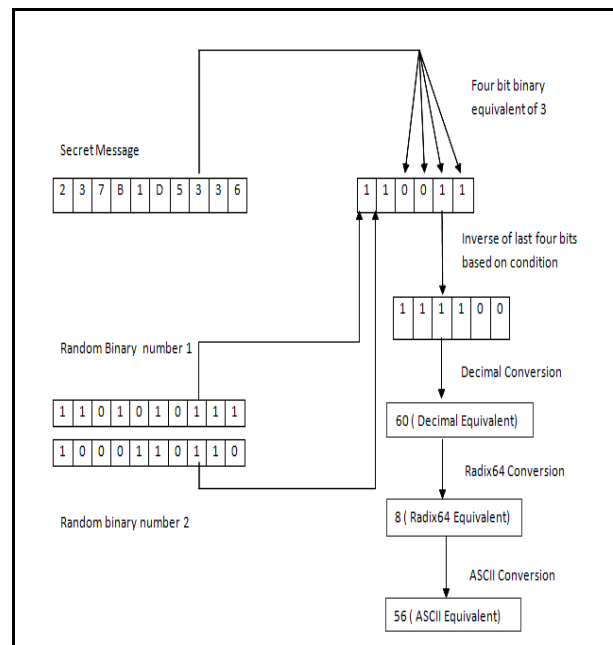 Four bit binary
equivalent of 3
Secret Message
2 3 7 B 1 D 5 3 3 6
1 1 0 0 1 1
Inverse of last four bits
based on condition
1 1 1 1 0 0
Random Binary number 1
Decimal Conversion
1 1 0 1 0 1 0 1 1 1
60 ( Decimal Equivalent)
1 0 0 0 1 1 0 1 1 0
Radix64 Conversion
Random binary number 2
8 ( Radix64 Equivalent)
ASCII Conversion
56 ( ASCII Equivalent)